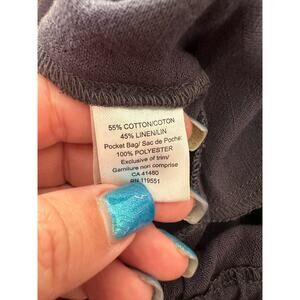 55% COTTON/COTON
45% LINEN/LIN
Pocket Bag/ Sac de Poche:
100% POLYESTER
Exclusive of trim/
Garniture non comprise
CA 41480
RN 119551